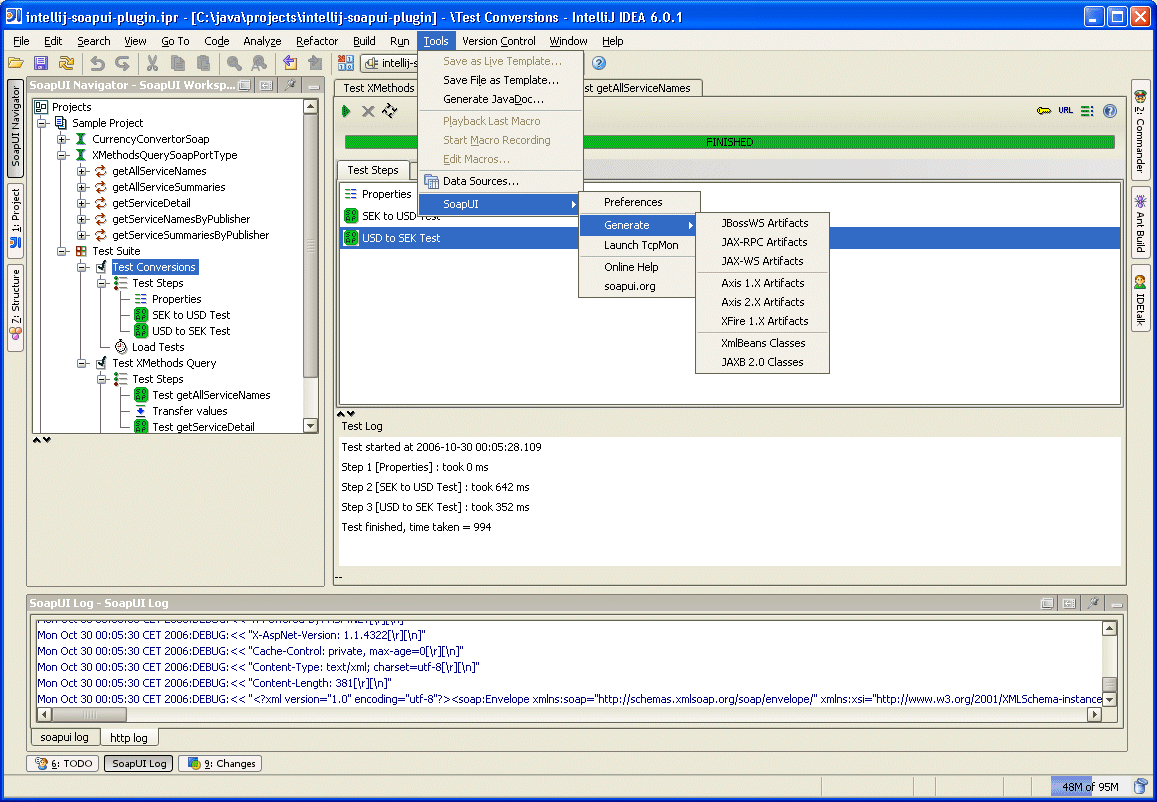 intellij-soapui-plugin.ipr - [C:\java\projects\intellij-soapui-plugin] - \Test Conversions - IntelliJ IDEA 6.0.1
File Edit Search View Go To Code Analyze Refactor Build Run Tools Version Control Window Help
intellij-s
SoapUI Navigator - SoapUI Worksp...
SoapUI Navigator
1: Project
7: Structure
Projects
Sample Project
CurrencyConvertorSoap
XMethodsQuerySoapPortType
getAllServiceNames
getAllServiceSummaries
getServiceDetail
getServiceNamesByPublisher
getServiceSummariesByPublisher
Test Suite
Test Conversions
Test Steps
Properties
SEK to USD Test
USD to SEK Test
Load Tests
Test XMethods Query
Test Steps
Test getAllServiceNames
Transfer values
Test getServiceDetail
Save as Live Template...
Save File as Template...
Generate JavaDoc...
Playback Last Macro
Start Macro Recording
Edit Macros...
Data Sources...
SoapUI
Preferences
Generate
Launch TcpMon
Online Help
soapui.org
JBossWS Artifacts
JAX-RPC Artifacts
JAX-WS Artifacts
Axis 1.X Artifacts
Axis 2.X Artifacts
XFire 1.X Artifacts
XmlBeans Classes
JAXB 2.0 Classes
Test XMethods
st getAllServiceNames
URL
FINISHED
Test Steps
Properties
SEK to USD Test
USD to SEK Test
2: Commander
Ant Build
IDEtalk
Test Log
Test started at 2006-10-30 00:05:28.109
Step 1 [Properties] : took 0 ms
Step 2 [SEK to USD Test] : took 642 ms
Step 3 [USD to SEK Test] : took 352 ms
Test finished, time taken = 994
--
SoapUI Log - SoapUI Log
Mon Oct 30 00:05:30 CET 2006:DEBUG:<< "X-AspNet-Version: 1.1.4322[\r][\n]"
Mon Oct 30 00:05:30 CET 2006:DEBUG:<< "Cache-Control: private, max-age=0[\r][\n]"
Mon Oct 30 00:05:30 CET 2006:DEBUG:<< "Content-Type: text/xml; charset=utf-8[\r][\n]"
Mon Oct 30 00:05:30 CET 2006:DEBUG:<< "Content-Length: 381[\r][\n]"
Mon Oct 30 00:05:30 CET 2006:DEBUG:<< "<?xml version="1.0" encoding="utf-8"?><soap:Envelope xmlns:soap="http://schemas.xmlsoap.org/soap/envelope/" xmlns:xsi="http://www.w3.org/2001/XMLSchema-instance
soapui log
http log
6: TODO
SoapUI Log
9: Changes
48M of 95M